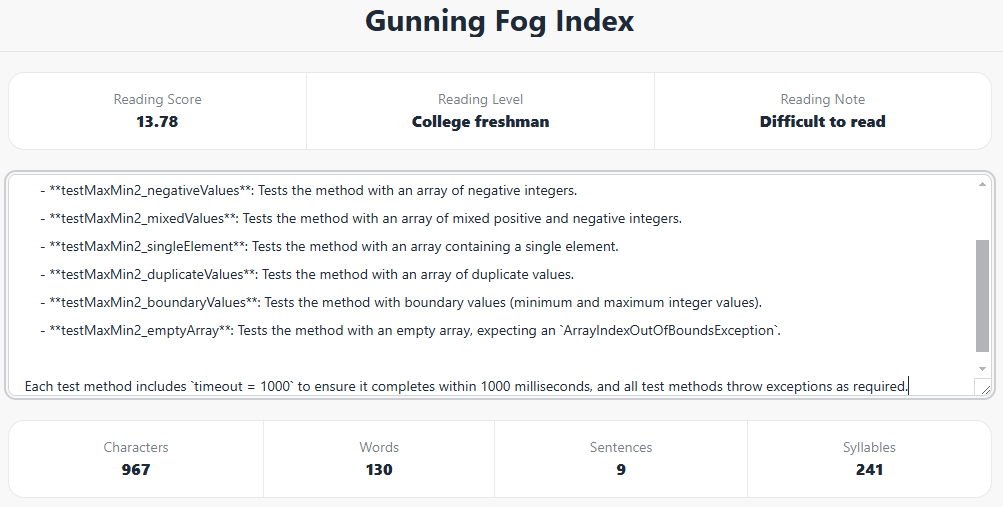 Gunning Fog Index
Reading Score
13.78
Reading Level
College freshman
Reading Note
Difficult to read
- **testMaxMin2_negativeValues**: Tests the method with an array of negative integers.
- **testMaxMin2_mixedValues**: Tests the method with an array of mixed positive and negative integers.
- **testMaxMin2_singleElement**: Tests the method with an array containing a single element.
- **testMaxMin2_duplicateValues**: Tests the method with an array of duplicate values.
- **testMaxMin2_boundaryValues**: Tests the method with boundary values (minimum and maximum integer values).
- **testMaxMin2_emptyArray**: Tests the method with an empty array, expecting an `ArrayIndexOutOfBoundsException`.
Each test method includes `timeout = 1000` to ensure it completes within 1000 milliseconds, and all test methods throw exceptions as required.
Characters
967
Words
130
Sentences
9
Syllables
241